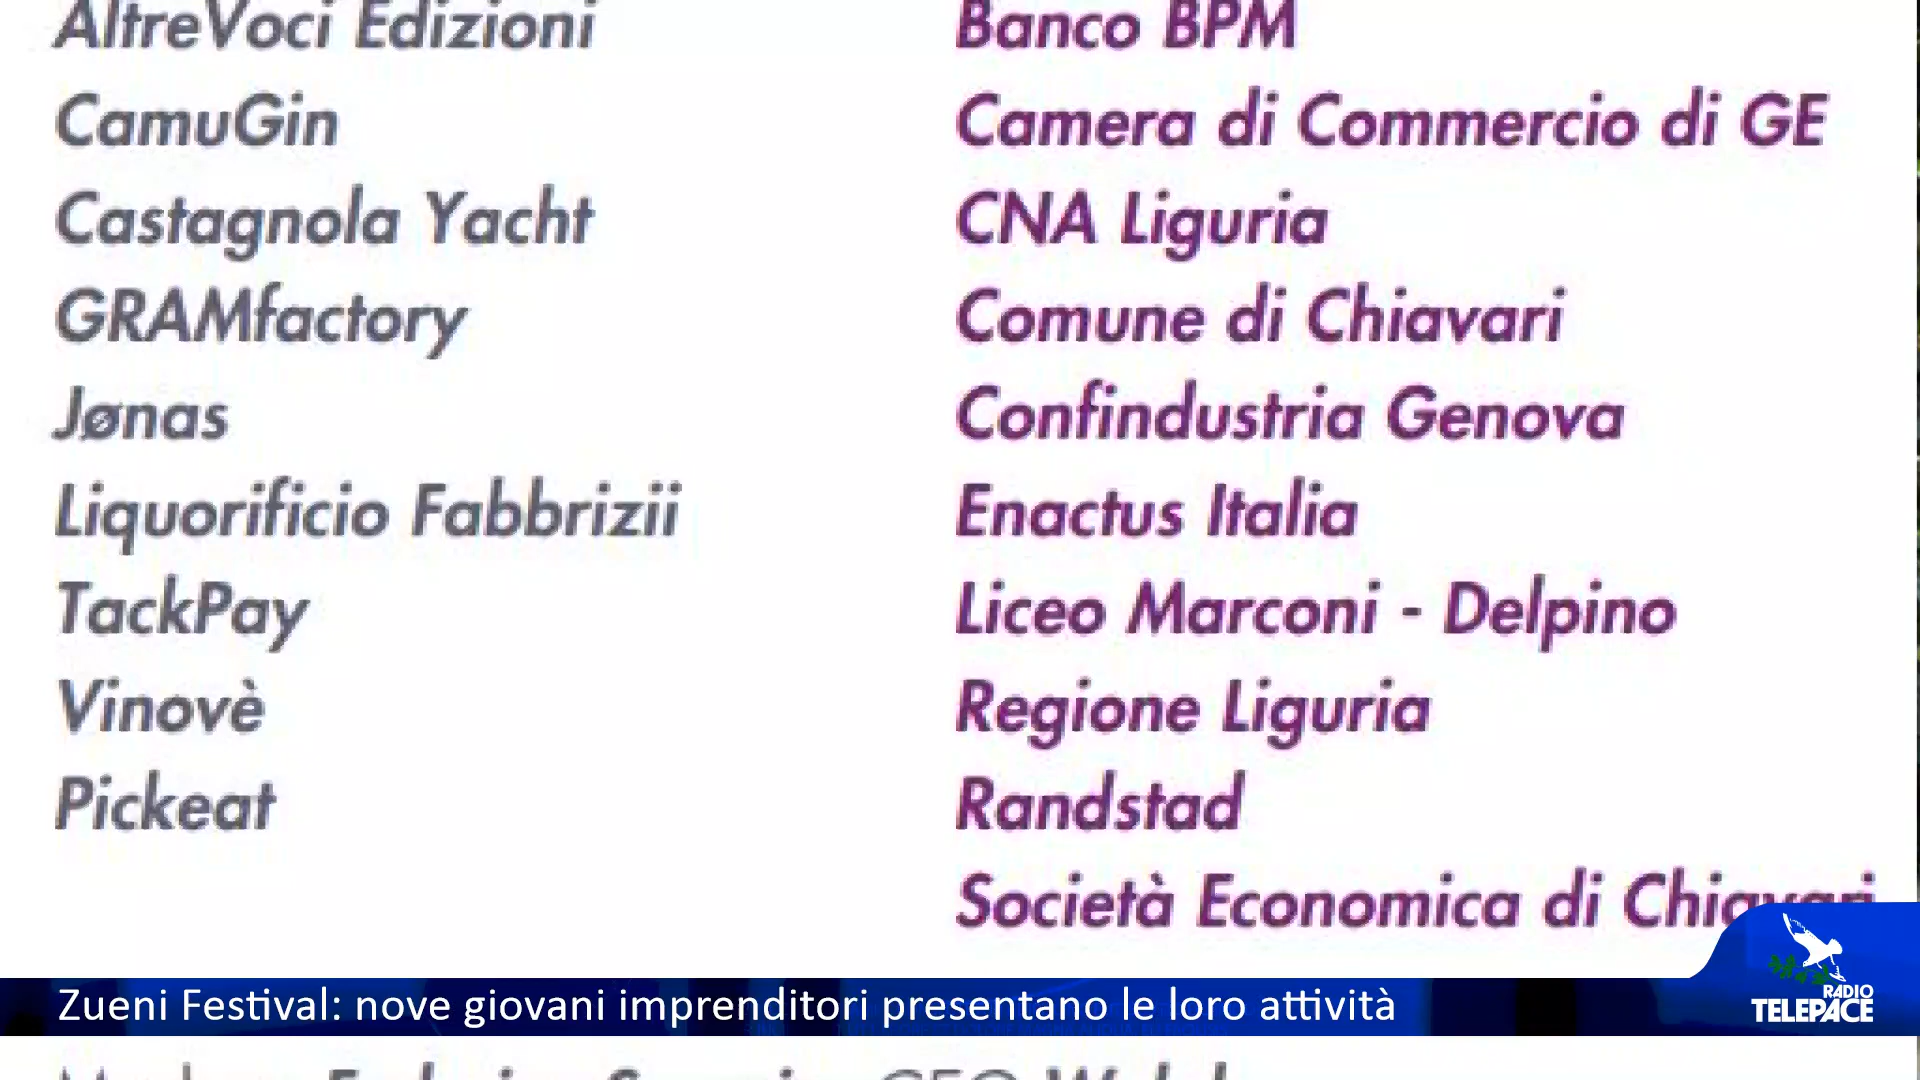 AltreVoci Edizioni
CamuGin
Castagnola Yacht
GRAMfactory
Jønas
Liquorificio Fabbrizii
TackPay
Vinovè
Pickeat
Banco BPM
Camera di Commercio di GE
CNA Liguria
Comune di Chiavari
Confindustria Genova
Enactus Italia
Liceo Marconi - Delpino
Regione Liguria
Randstad
Società Economica di Chiavari
Zueni Festival: nove giovani imprenditori presentano le loro attività
RADIO
TELEPACE